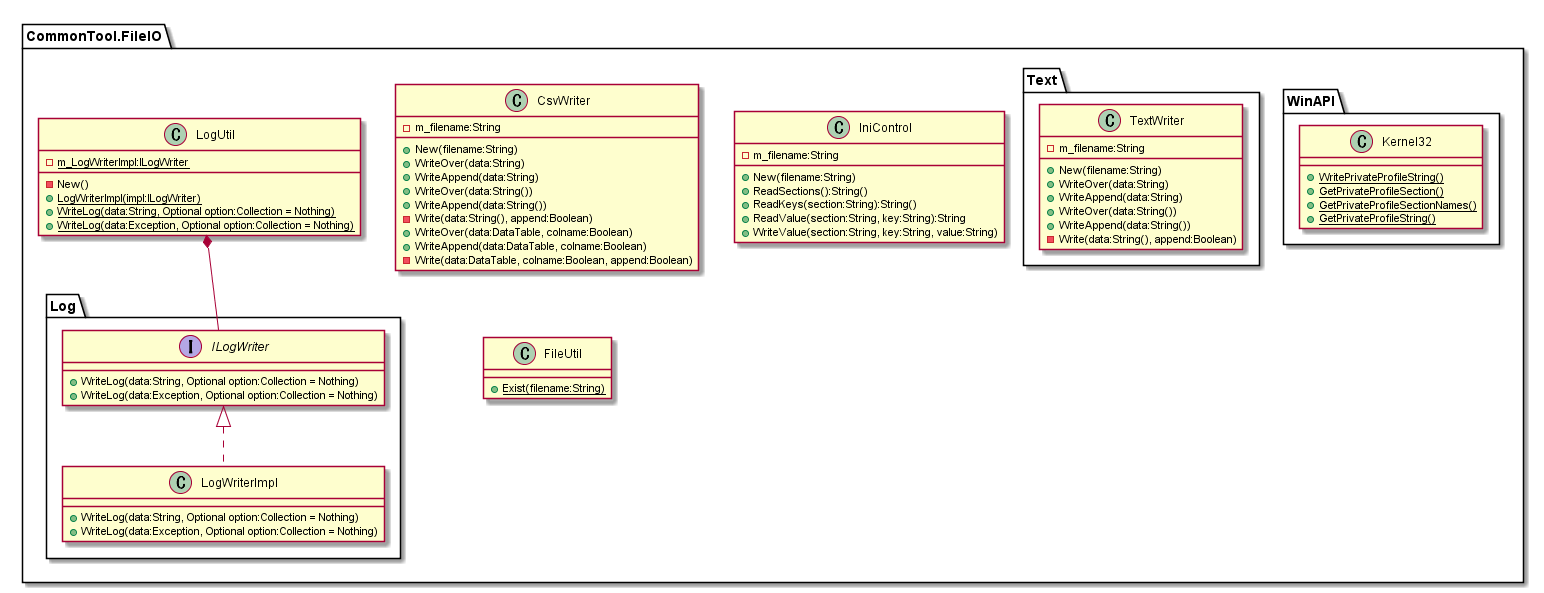 CommonTool.FileIO
C LogUtil
m_LogWriterImpl:ILogWriter
New()
LogWriterImpl(impl:ILogWriter)
WriteLog(data:String, Optional option:Collection = Nothing)
WriteLog(data:Exception, Optional option:Collection = Nothing)
C CsvWriter
m_filename:String
New(filename:String)
WriteOver(data:String)
WriteAppend(data:String)
WriteOver(data:String())
WriteAppend(data:String())
Write(data:String(), append:Boolean)
WriteOver(data:DataTable, colname:Boolean)
WriteAppend(data:DataTable, colname:Boolean)
Write(data:DataTable, colname:Boolean, append:Boolean)
C IniControl
m_filename:String
New(filename:String)
ReadSections():String()
ReadKeys(section:String):String()
ReadValue(section:String, key:String):String
WriteValue(section:String, key:String, value:String)
Text
C TextWriter
m_filename:String
New(filename:String)
WriteOver(data:String)
WriteAppend(data:String)
WriteOver(data:String())
WriteAppend(data:String())
Write(data:String(), append:Boolean)
WinAPI
C Kernel32
WritePrivateProfileString()
GetPrivateProfileSection()
GetPrivateProfileSectionNames()
GetPrivateProfileString()
Log
I ILogWriter
WriteLog(data:String, Optional option:Collection = Nothing)
WriteLog(data:Exception, Optional option:Collection = Nothing)
C FileUtil
Exist(filename:String)
C LogWriterImpl
WriteLog(data:String, Optional option:Collection = Nothing)
WriteLog(data:Exception, Optional option:Collection = Nothing)